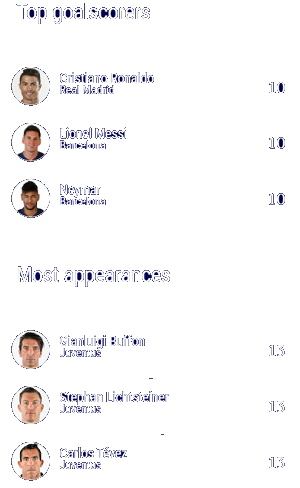 Top goalscorers
Cristiano Ronaldo
Real Madrid
10
Lionel Messi
Barcelona
10
Neymar
Barcelona
10
Most appearances
Gianluigi Buffon
Juventus
13
Stephan Lichtsteiner
Juventus
13
Carlos Tévez
Juventus
13